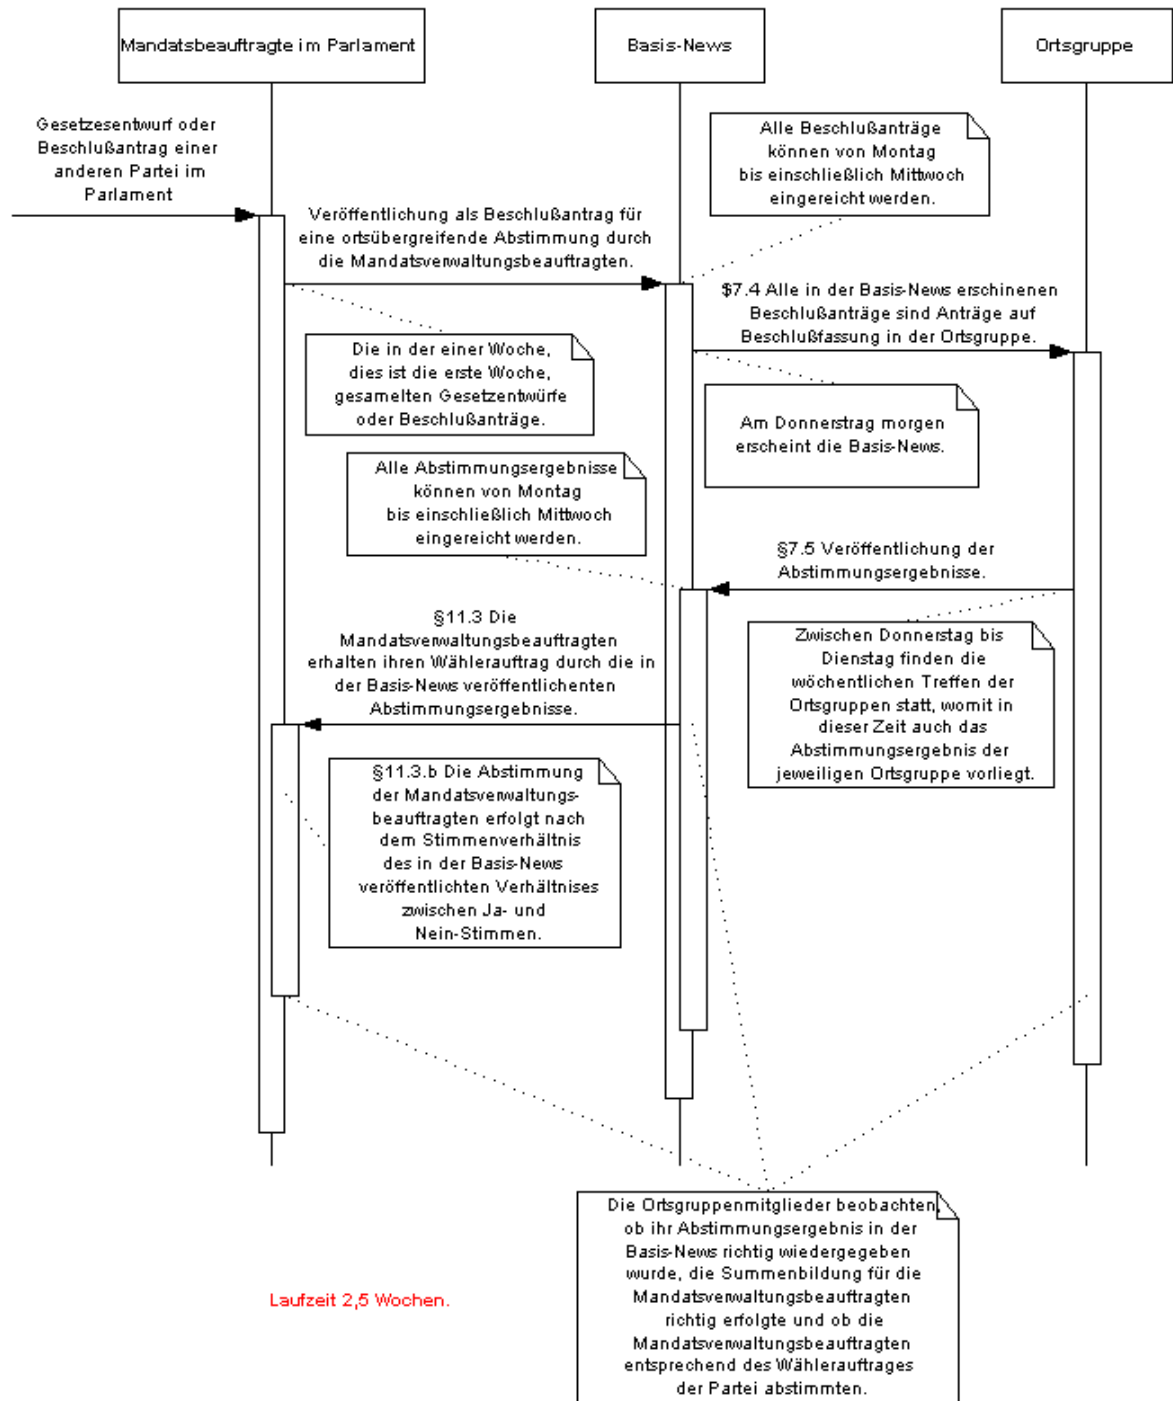 Mandatsbeauftragte im Parlament
Basis-News
Ortsgruppe
Gesetzesentwurf oder
Beschlußantrag einer
anderen Partei im
Parlament
Alle Beschlußanträge
können von Montag
bis einschließlich Mittwoch
eingereicht werden.
Veröffentlichung als Beschlußantrag für
eine ortsübergreifende Abstimmung durch
die Mandatsverwaltungsbeauftragten.
$7.4 Alle in der Basis-News erschinenen
Beschlußanträge sind Anträge auf
Beschlußfassung in der Ortsgruppe.
Die in der einer Woche,
dies ist die erste Woche,
gesamelten Gesetzentwürfe
oder Beschlußanträge.
Am Donnerstrag morgen
erscheint die Basis-News.
Alle Abstimmungsergebnisse
können von Montag
bis einschließlich Mittwoch
eingereicht werden.
§7.5 Veröffentlichung der
Abstimmungsergebnisse.
§11.3 Die
Mandatsverwaltungsbeauftragten
erhalten ihren Wählerauftrag durch die in
der Basis-News veröffentlichenten
Abstimmungsergebnisse.
Zwischen Donnerstag bis
Dienstag finden die
wöchentlichen Treffen der
Ortsgruppen statt, womit in
dieser Zeit auch das
Abstimmungsergebnis der
jeweiligen Ortsgruppe vorliegt.
§11.3.b Die Abstimmung
der Mandatsverwaltungs-
beauftragten erfolgt nach
dem Stimmenverhältnis
des in der Basis-News
veröffentlichten Verhältnises
zwischen Ja- und
Nein-Stimmen.
Die Ortsgruppenmitglieder beobachten,
ob ihr Abstimmungsergebnis in der
Basis-News richtig wiedergegeben
wurde, die Summenbildung für die
Mandatsverwaltungsbeauftragten
richtig erfolgte und ob die
Mandatsverwaltungsbeauftragten
entsprechend des Wählerauftrages
der Partei abstimmten.
Laufzeit 2,5 Wochen.